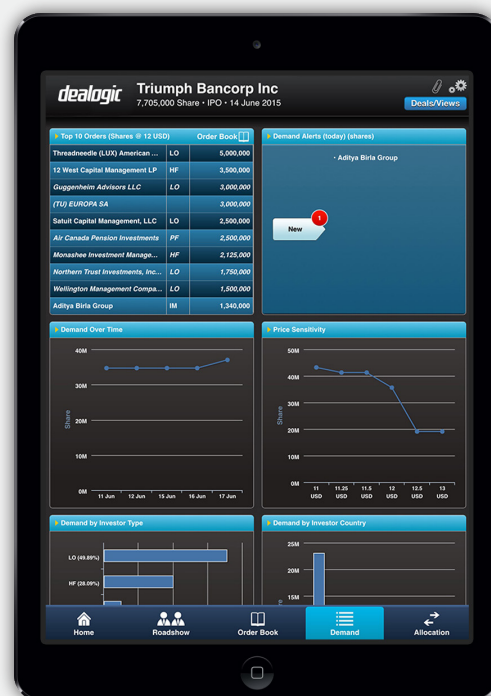 dealogic
Triumph Bancorp Inc
7,705,000 Share • IPO • 14 June 2015
Deals/Views
Top 10 Orders (Shares @ 12 USD) Order Book
Threadneedle (LUX) American ... LO 5,000,000
12 West Capital Management LP HF 3,500,000
Guggenheim Advisors LLC LO 3,000,000
(TU) EUROPA SA 3,000,000
Satuit Capital Management, LLC LO 2,500,000
Air Canada Pension Investments PF 2,500,000
Monashee Investment Manage... HF 2,125,000
Northern Trust Investments, Inc... LO 1,750,000
Wellington Management Compa... LO 1,500,000
Aditya Birla Group IM 1,340,000
Demand Alerts (today) (shares)
• Aditya Birla Group
1
New
Demand Over Time
40M
30M
20M
10M
0M
Share
11 Jun 12 Jun 15 Jun 16 Jun 17 Jun
Price Sensitivity
50M
40M
30M
20M
10M
0M
Share
11 USD 11.25 USD 11.5 USD 12 USD 12.5 USD 13 USD
Demand by Investor Type
LO (49.89%)
HF (28.09%)
Demand by Investor Country
25M
20M
15M
Home Roadshow Order Book Demand Allocation